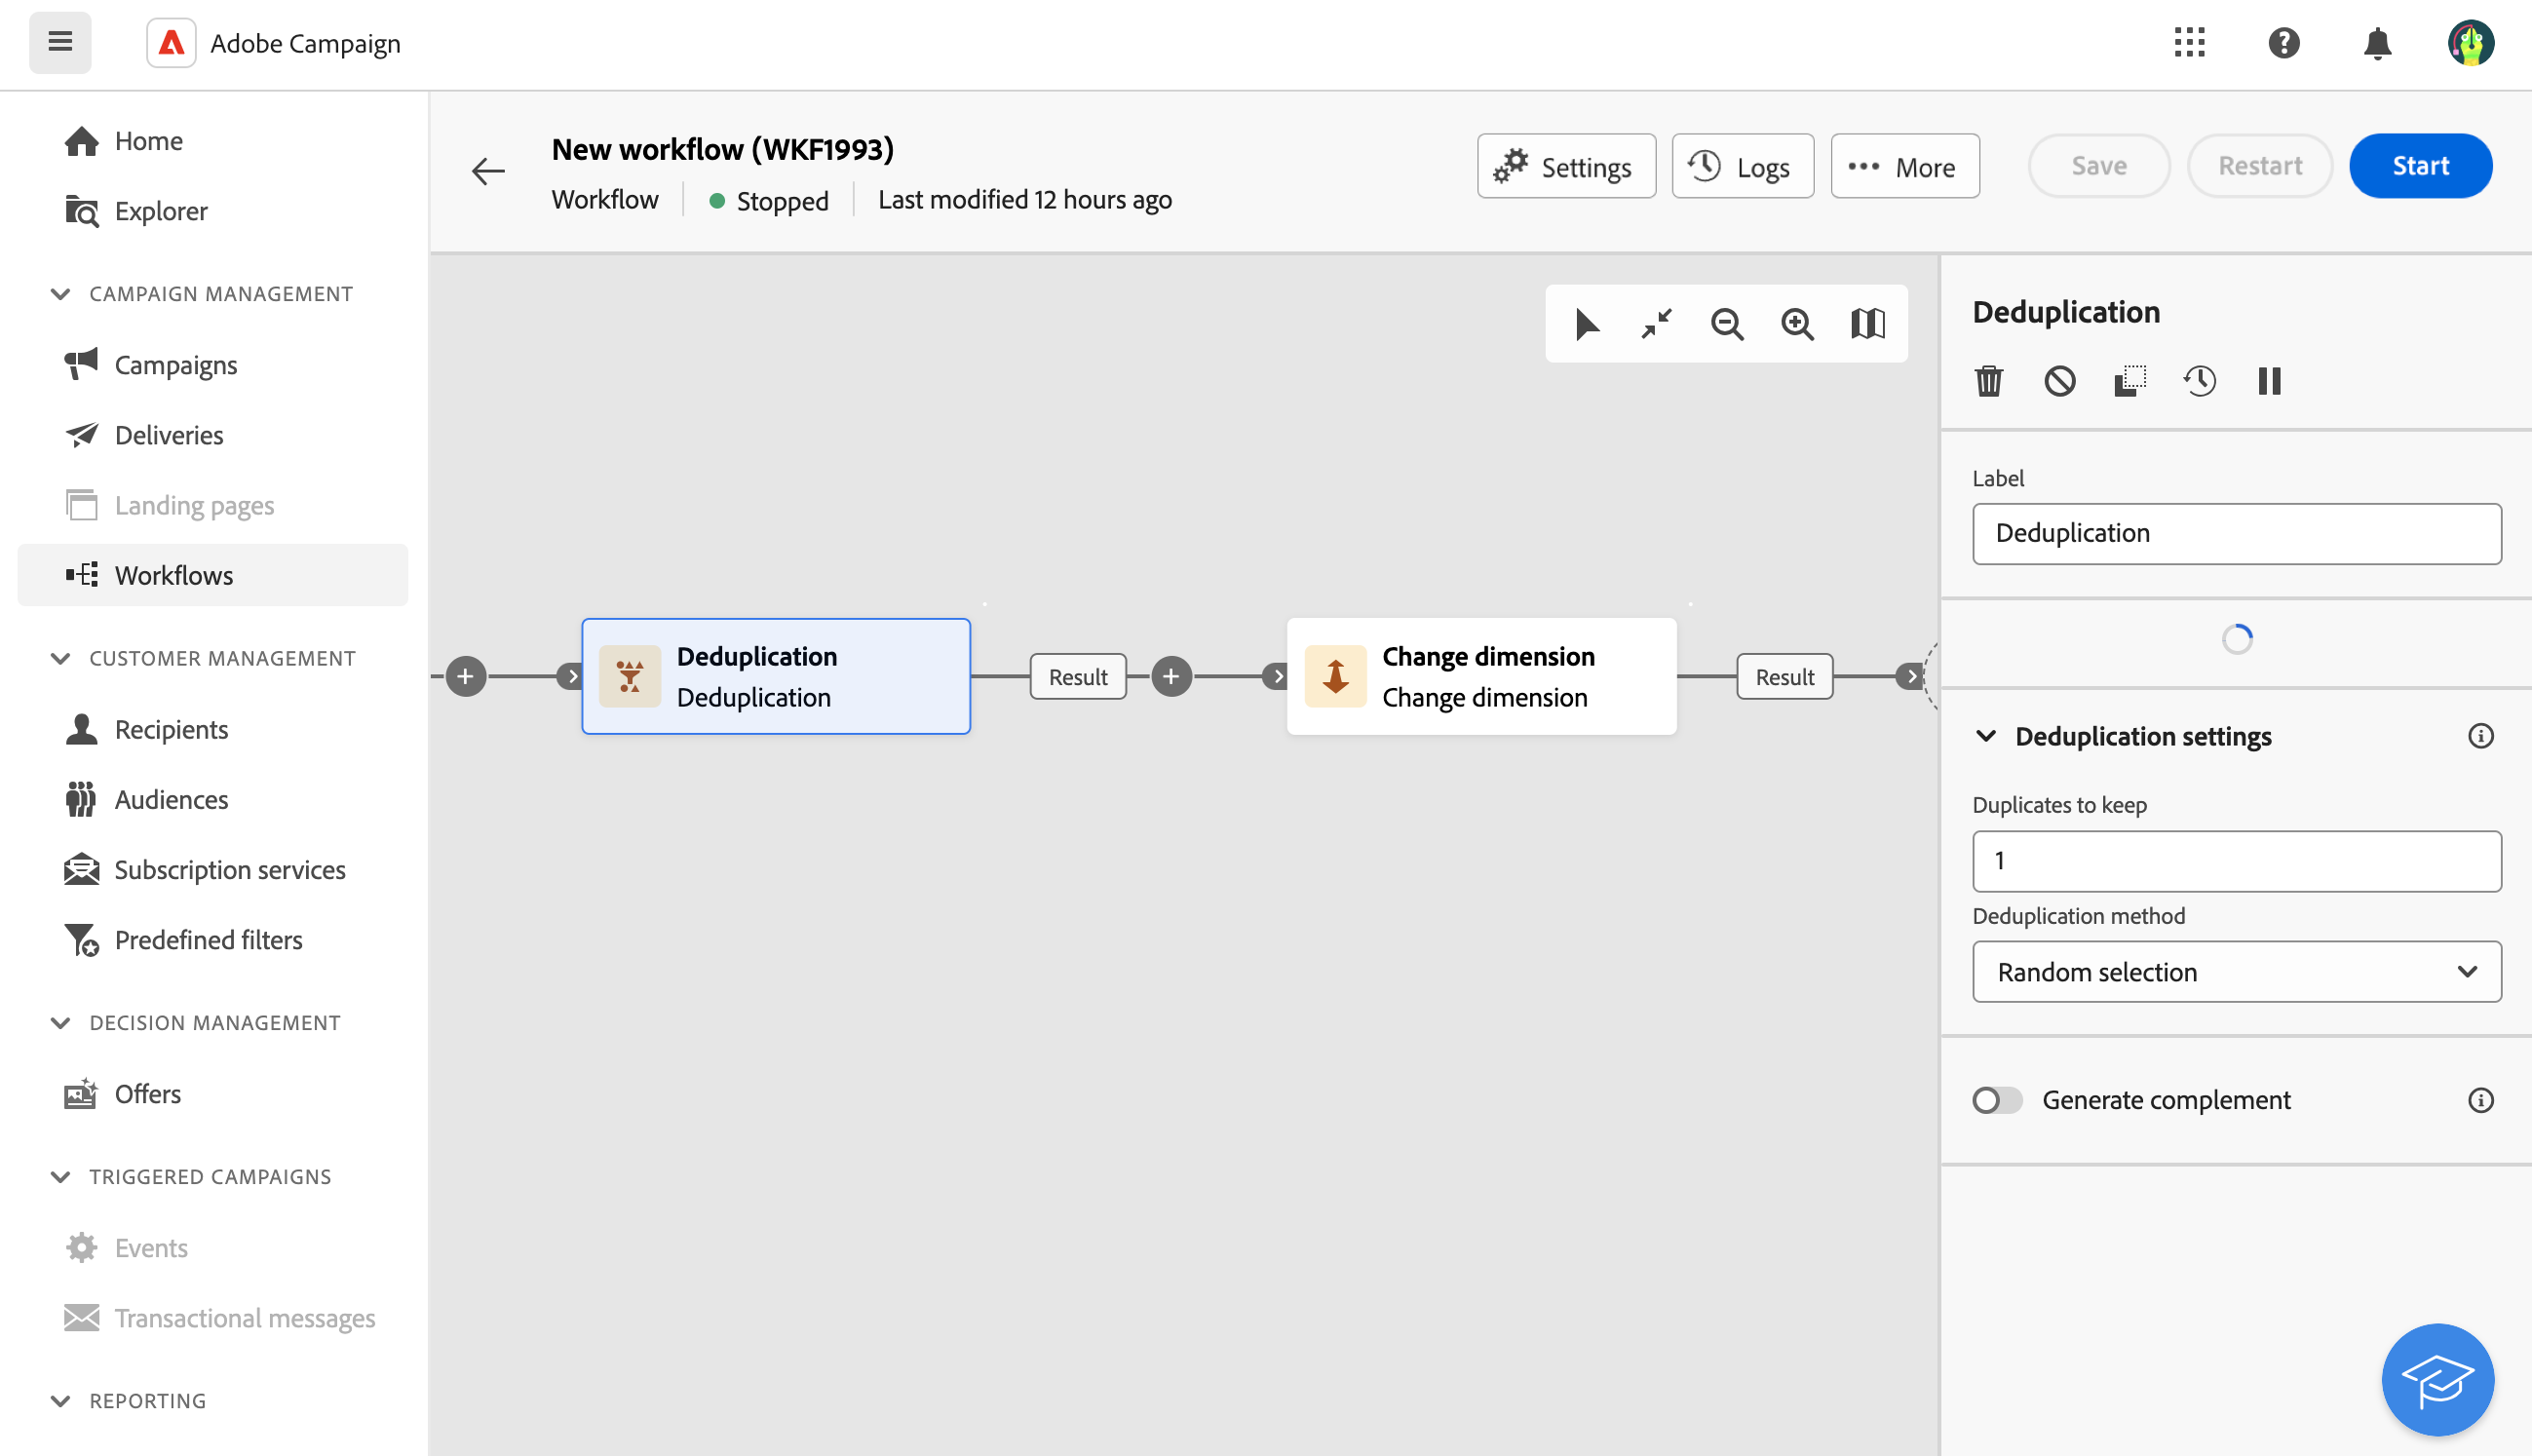 Adobe Campaign
Home
Explorer
CAMPAIGN MANAGEMENT
Campaigns
Deliveries
Landing pages
Workflows
CUSTOMER MANAGEMENT
Recipients
Audiences
Subscription services
Predefined filters
DECISION MANAGEMENT
Offers
TRIGGERED CAMPAIGNS
Events
Transactional messages
REPORTING
New workflow (WKF1993)
Workflow
Stopped
Last modified 12 hours ago
Settings
Logs
More
Save
Restart
Start
Deduplication
Deduplication
Result
Change dimension
Change dimension
Result
Deduplication
Label
Deduplication
Deduplication settings
Duplicates to keep
1
Deduplication method
Random selection
Generate complement